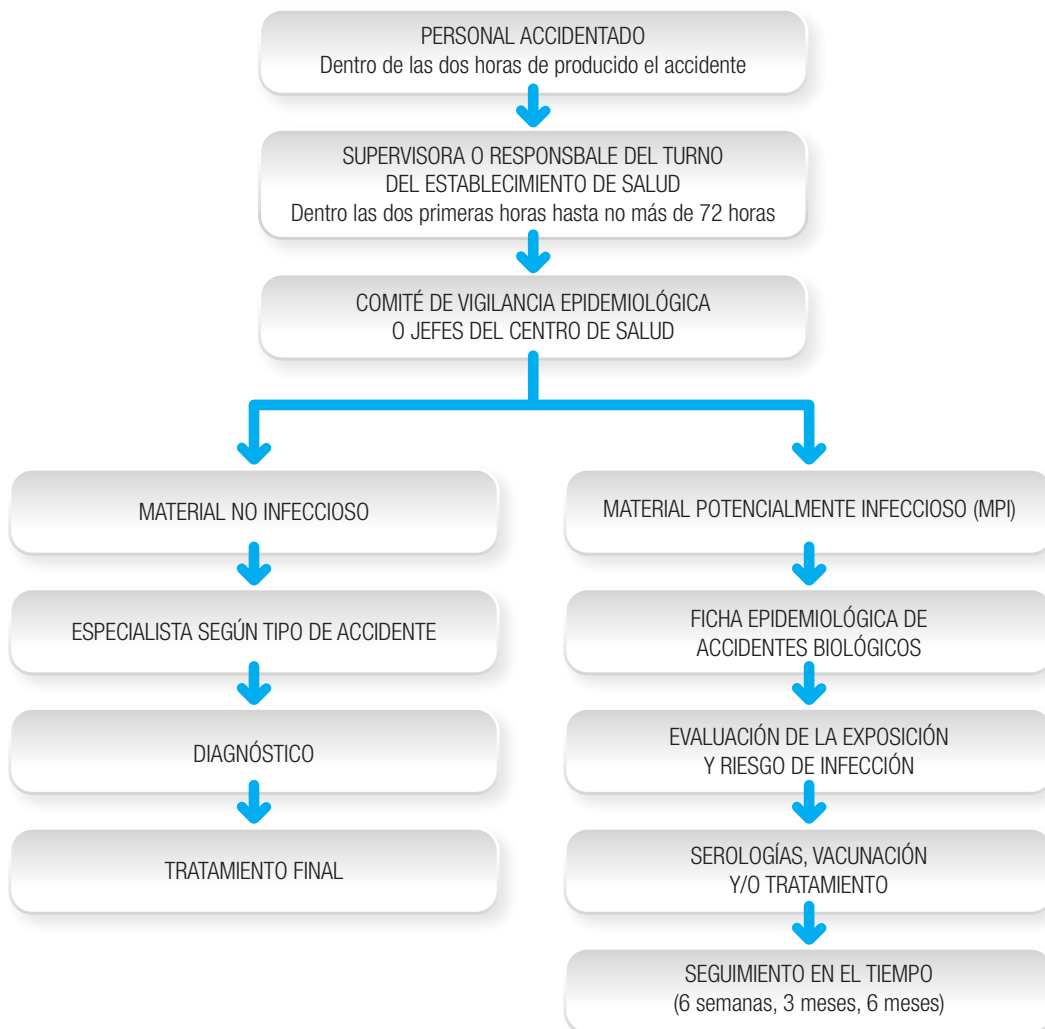 PERSONAL ACCIDENTADO
Dentro de las dos horas de producido el accidente
SUPERVISORA O RESPONSBALE DEL TURNO
DEL ESTABLECIMIENTO DE SALUD
Dentro las dos primeras horas hasta no más de 72 horas
COMITÉ DE VIGILANCIA EPIDEMIOLÓGICA
O JEFES DEL CENTRO DE SALUD
MATERIAL NO INFECCIOSO
ESPECIALISTA SEGÚN TIPO DE ACCIDENTE
DIAGNÓSTICO
TRATAMIENTO FINAL
MATERIAL POTENCIALMENTE INFECCIOSO (MPI)
FICHA EPIDEMIOLÓGICA DE
ACCIDENTES BIOLÓGICOS
EVALUACIÓN DE LA EXPOSICIÓN
Y RIESGO DE INFECCIÓN
SEROLOGÍAS, VACUNACIÓN
Y/O TRATAMIENTO
SEGUIMIENTO EN EL TIEMPO
(6 semanas, 3 meses, 6 meses)